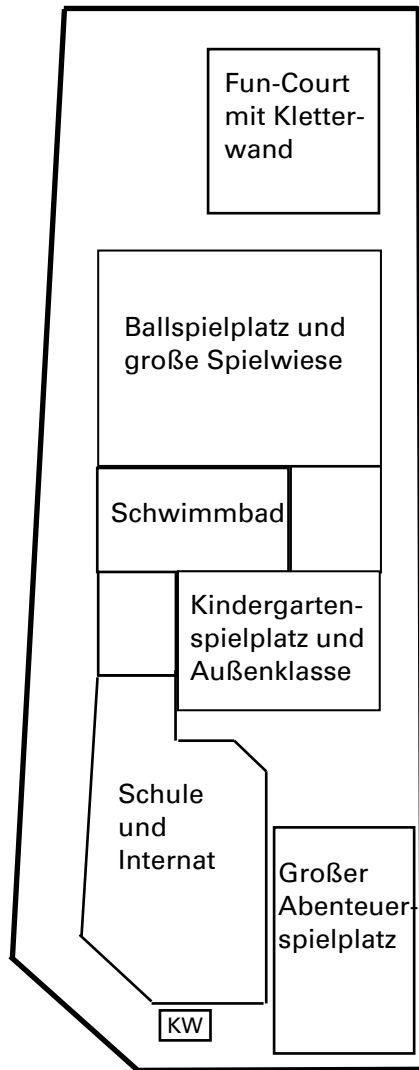 Fun-Court
mit Kletter-
wand
Ballspielplatz und
große Spielwiese
Schwimmbad
Kindergarten-
spielplatz und
Außenklasse
Schule
und
Internat
Großer
Abenteuer-
spielplatz
KW